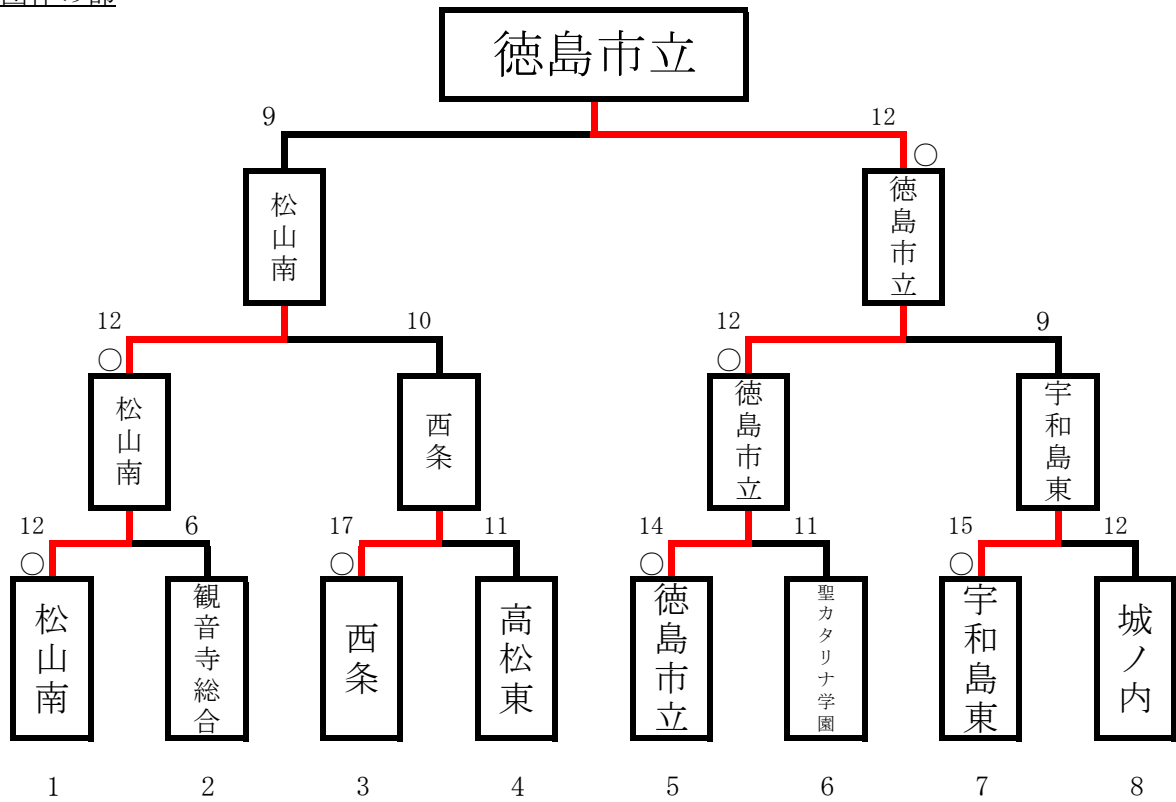 徳島市立
9
12
○
松山南
徳島市立
12
10
12
9
○
○
松山南
西条
徳島市立
宇和島東
12
6
17
11
14
11
15
12
○
○
○
○
松山南
観音寺総合
西条
高松東
徳島市立
聖カタリナ学園
宇和島東
城ノ内
1
2
3
4
5
6
7
8